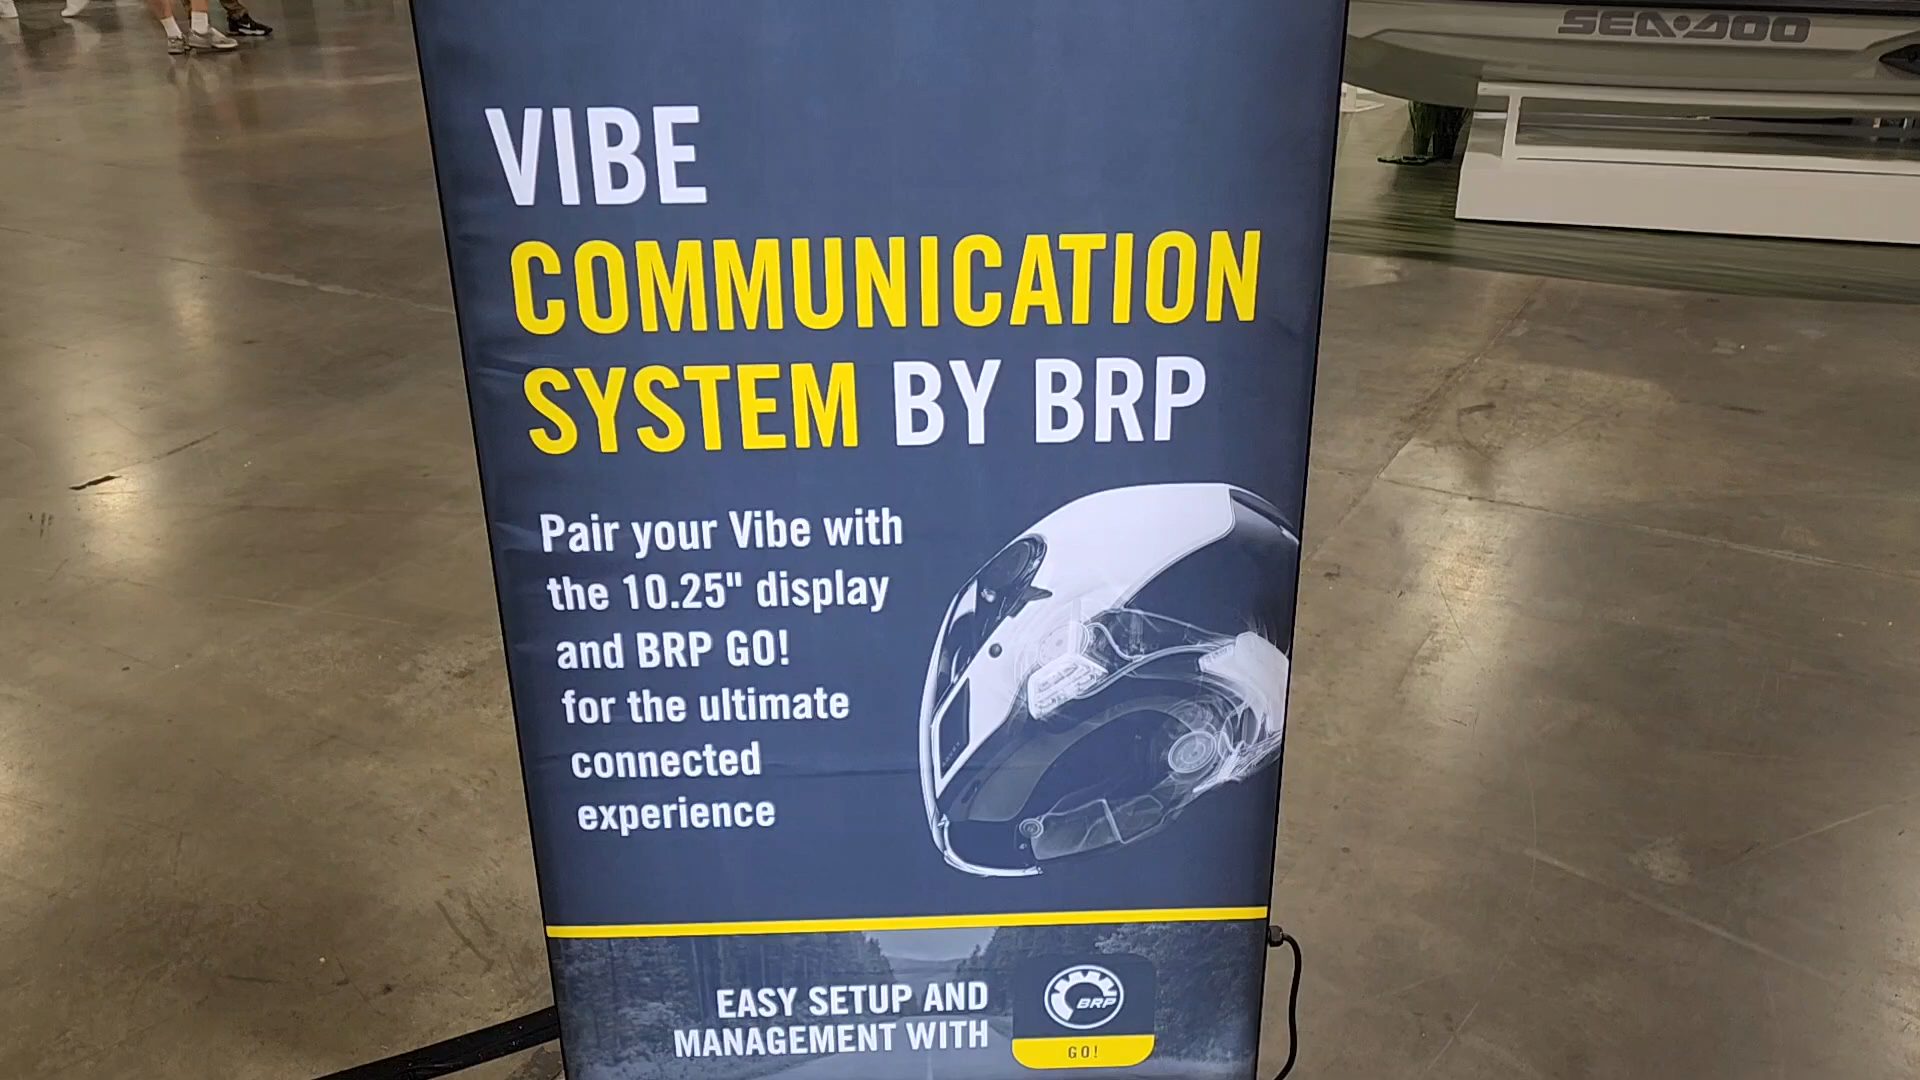 SEA-DOO
VIBE
COMMUNICATION
SYSTEM BY BRP
Pair your Vibe with
the 10.25" display
and BRP GO!
for the ultimate
connected
experience
EASY SETUP AND
MANAGEMENT WITH
BRP
GO!